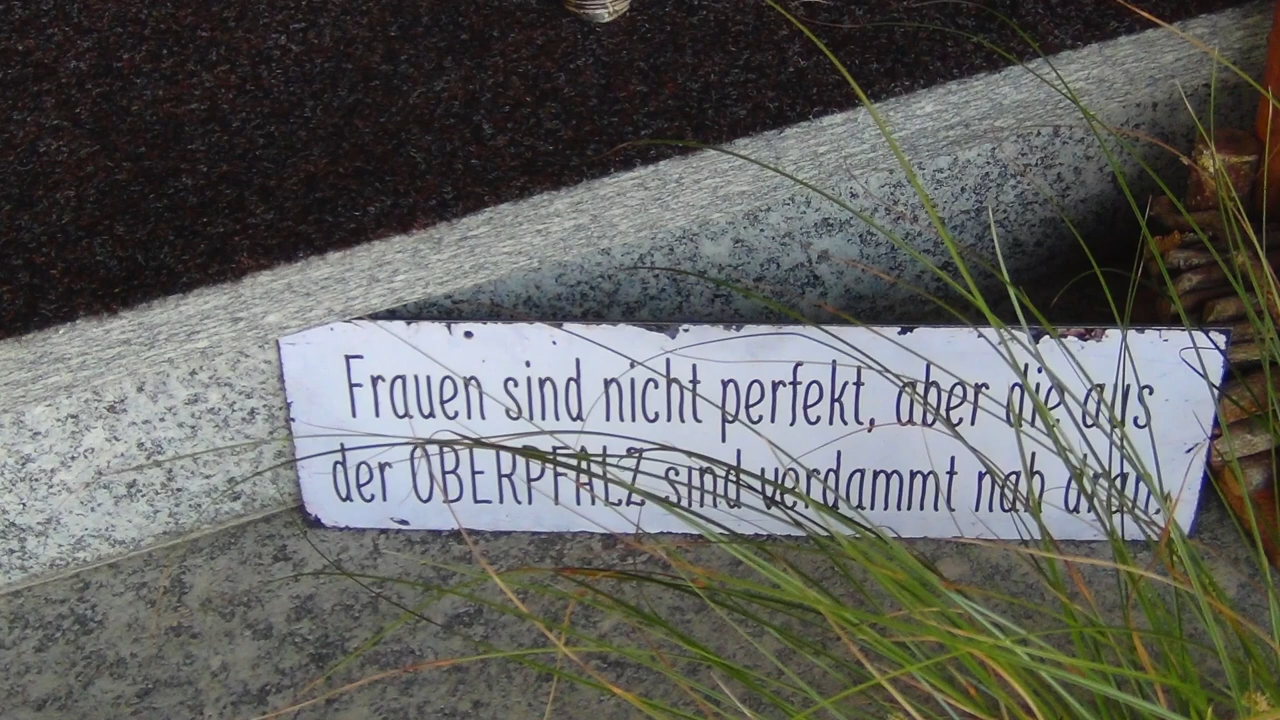 Frauen sind nicht perfekt, aber die aus
der OBERPFALZ sind verdammt nah dran.